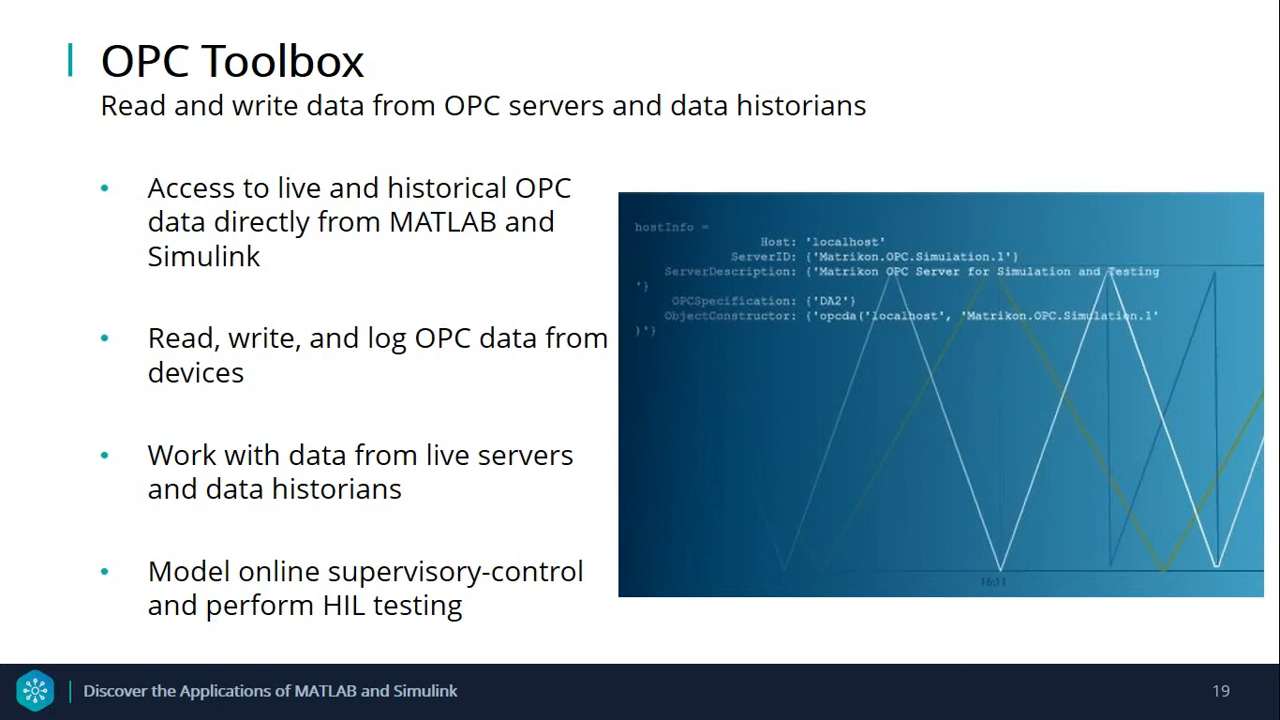 OPC Toolbox
Read and write data from OPC servers and data historians
• Access to live and historical OPC
data directly from MATLAB and
Simulink
• Read, write, and log OPC data from
devices
• Work with data from live servers
and data historians
• Model online supervisory-control
and perform HIL testing
hostInfo =
Host: 'localhost'
ServerID: {'Matrikon.OPC.Simulation.1'}
ServerDescription: {'Matrikon OPC Server for Simulation and Testing
'}
OPCSpecification: {'DA2'}
ObjectConstructor: {'opcda('localhost', 'Matrikon.OPC.Simulation.1'
)'}
16:11
Discover the Applications of MATLAB and Simulink
19